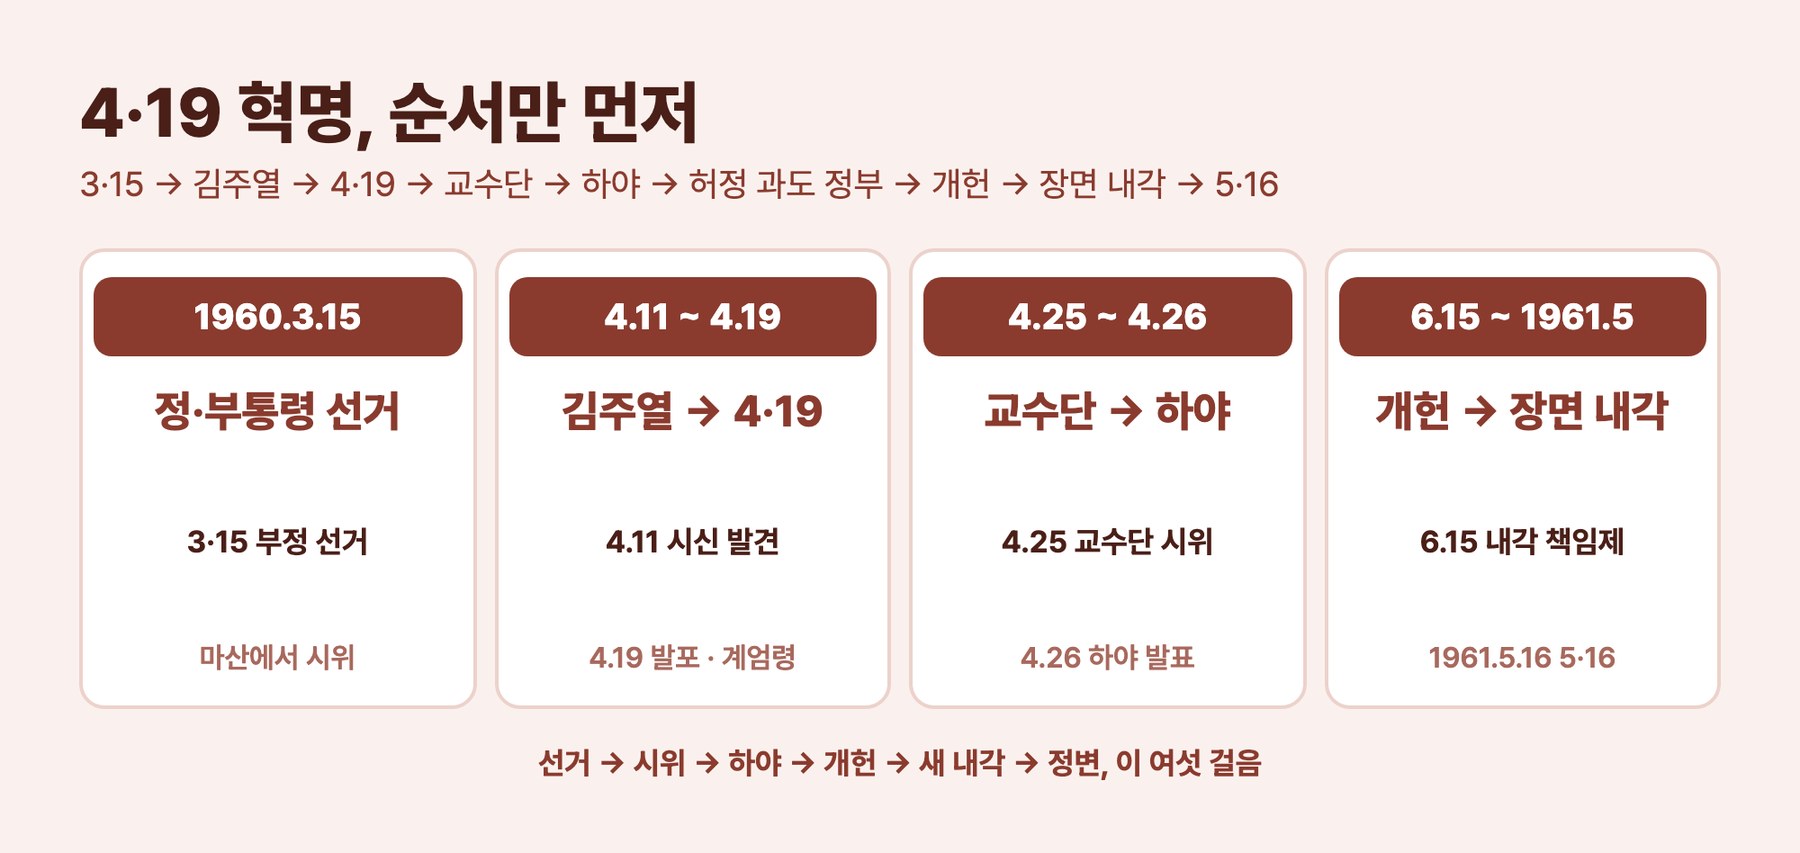 4·19 혁명, 순서만 먼저
3·15 → 김주열 → 4·19 → 교수단 → 하야 → 허정 과도 정부 → 개헌 → 장면 내각 → 5·16
1960.3.15
정·부통령 선거
3·15 부정 선거
마산에서 시위
4.11 ~ 4.19
김주열 → 4·19
4.11 시신 발견
4.19 발포 · 계엄령
4.25 ~ 4.26
교수단 → 하야
4.25 교수단 시위
4.26 하야 발표
6.15 ~ 1961.5
개헌 → 장면 내각
6.15 내각 책임제
1961.5.16 5·16
선거 → 시위 → 하야 → 개헌 → 새 내각 → 정변, 이 여섯 걸음